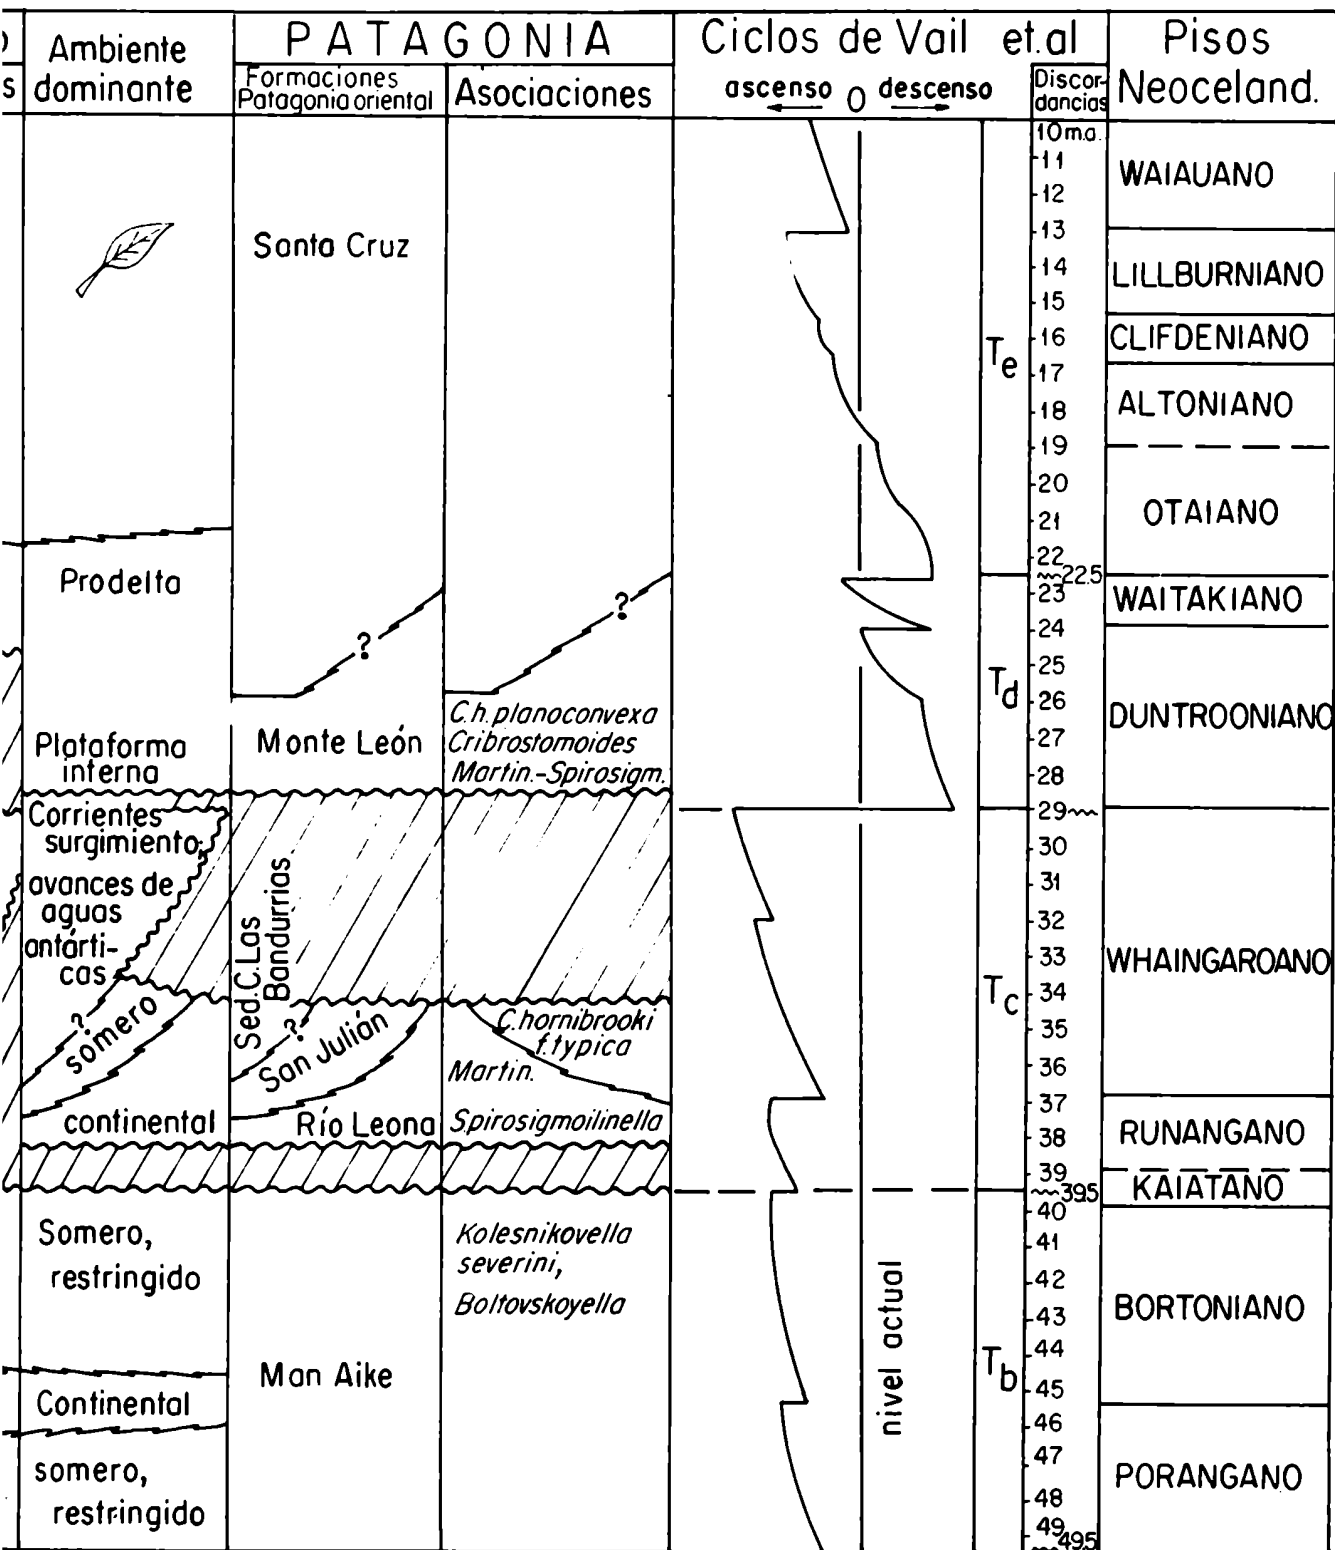 )
s
Ambiente
dominante
PATAGONIA
Formaciones
Patagonia oriental
Asociaciones
Ciclos de Vail et.al
ascenso 0 descenso
Discor-
dancias
Pisos
Neoceland.
Santa Cruz
Prodelta
?
?
Plataforma
interna
Monte León
C.h.planoconvexa
Cribrostomoides
Martin.-Spirosigm.
Corrientes
surgimiento
avances de
aguas
antárti-
cas
?
somero
continental
Sed.C.Las
Bandurrias
?
San Julián
Río Leona
C.hornibrooki
f.typica
Martin.
Spirosigmoilinella
Somero,
restringido
Continental
somero,
restringido
Man Aike
Kolesnikovella
severini,
Boltovskoyella
nivel actual
Te
Td
Tc
Tb
10 m.a.
11
12
13
14
15
16
17
18
19
20
21
22
22.5
23
24
25
26
27
28
29
30
31
32
33
34
35
36
37
38
39
39.5
40
41
42
43
44
45
46
47
48
49
49.5
WAIAUANO
LILLBURNIANO
CLIFDENIANO
ALTONIANO
OTAIANO
WAITAKIANO
DUNTROONIANO
WHAINGAROANO
RUNANGANO
KAIATANO
BORTONIANO
PORANGANO